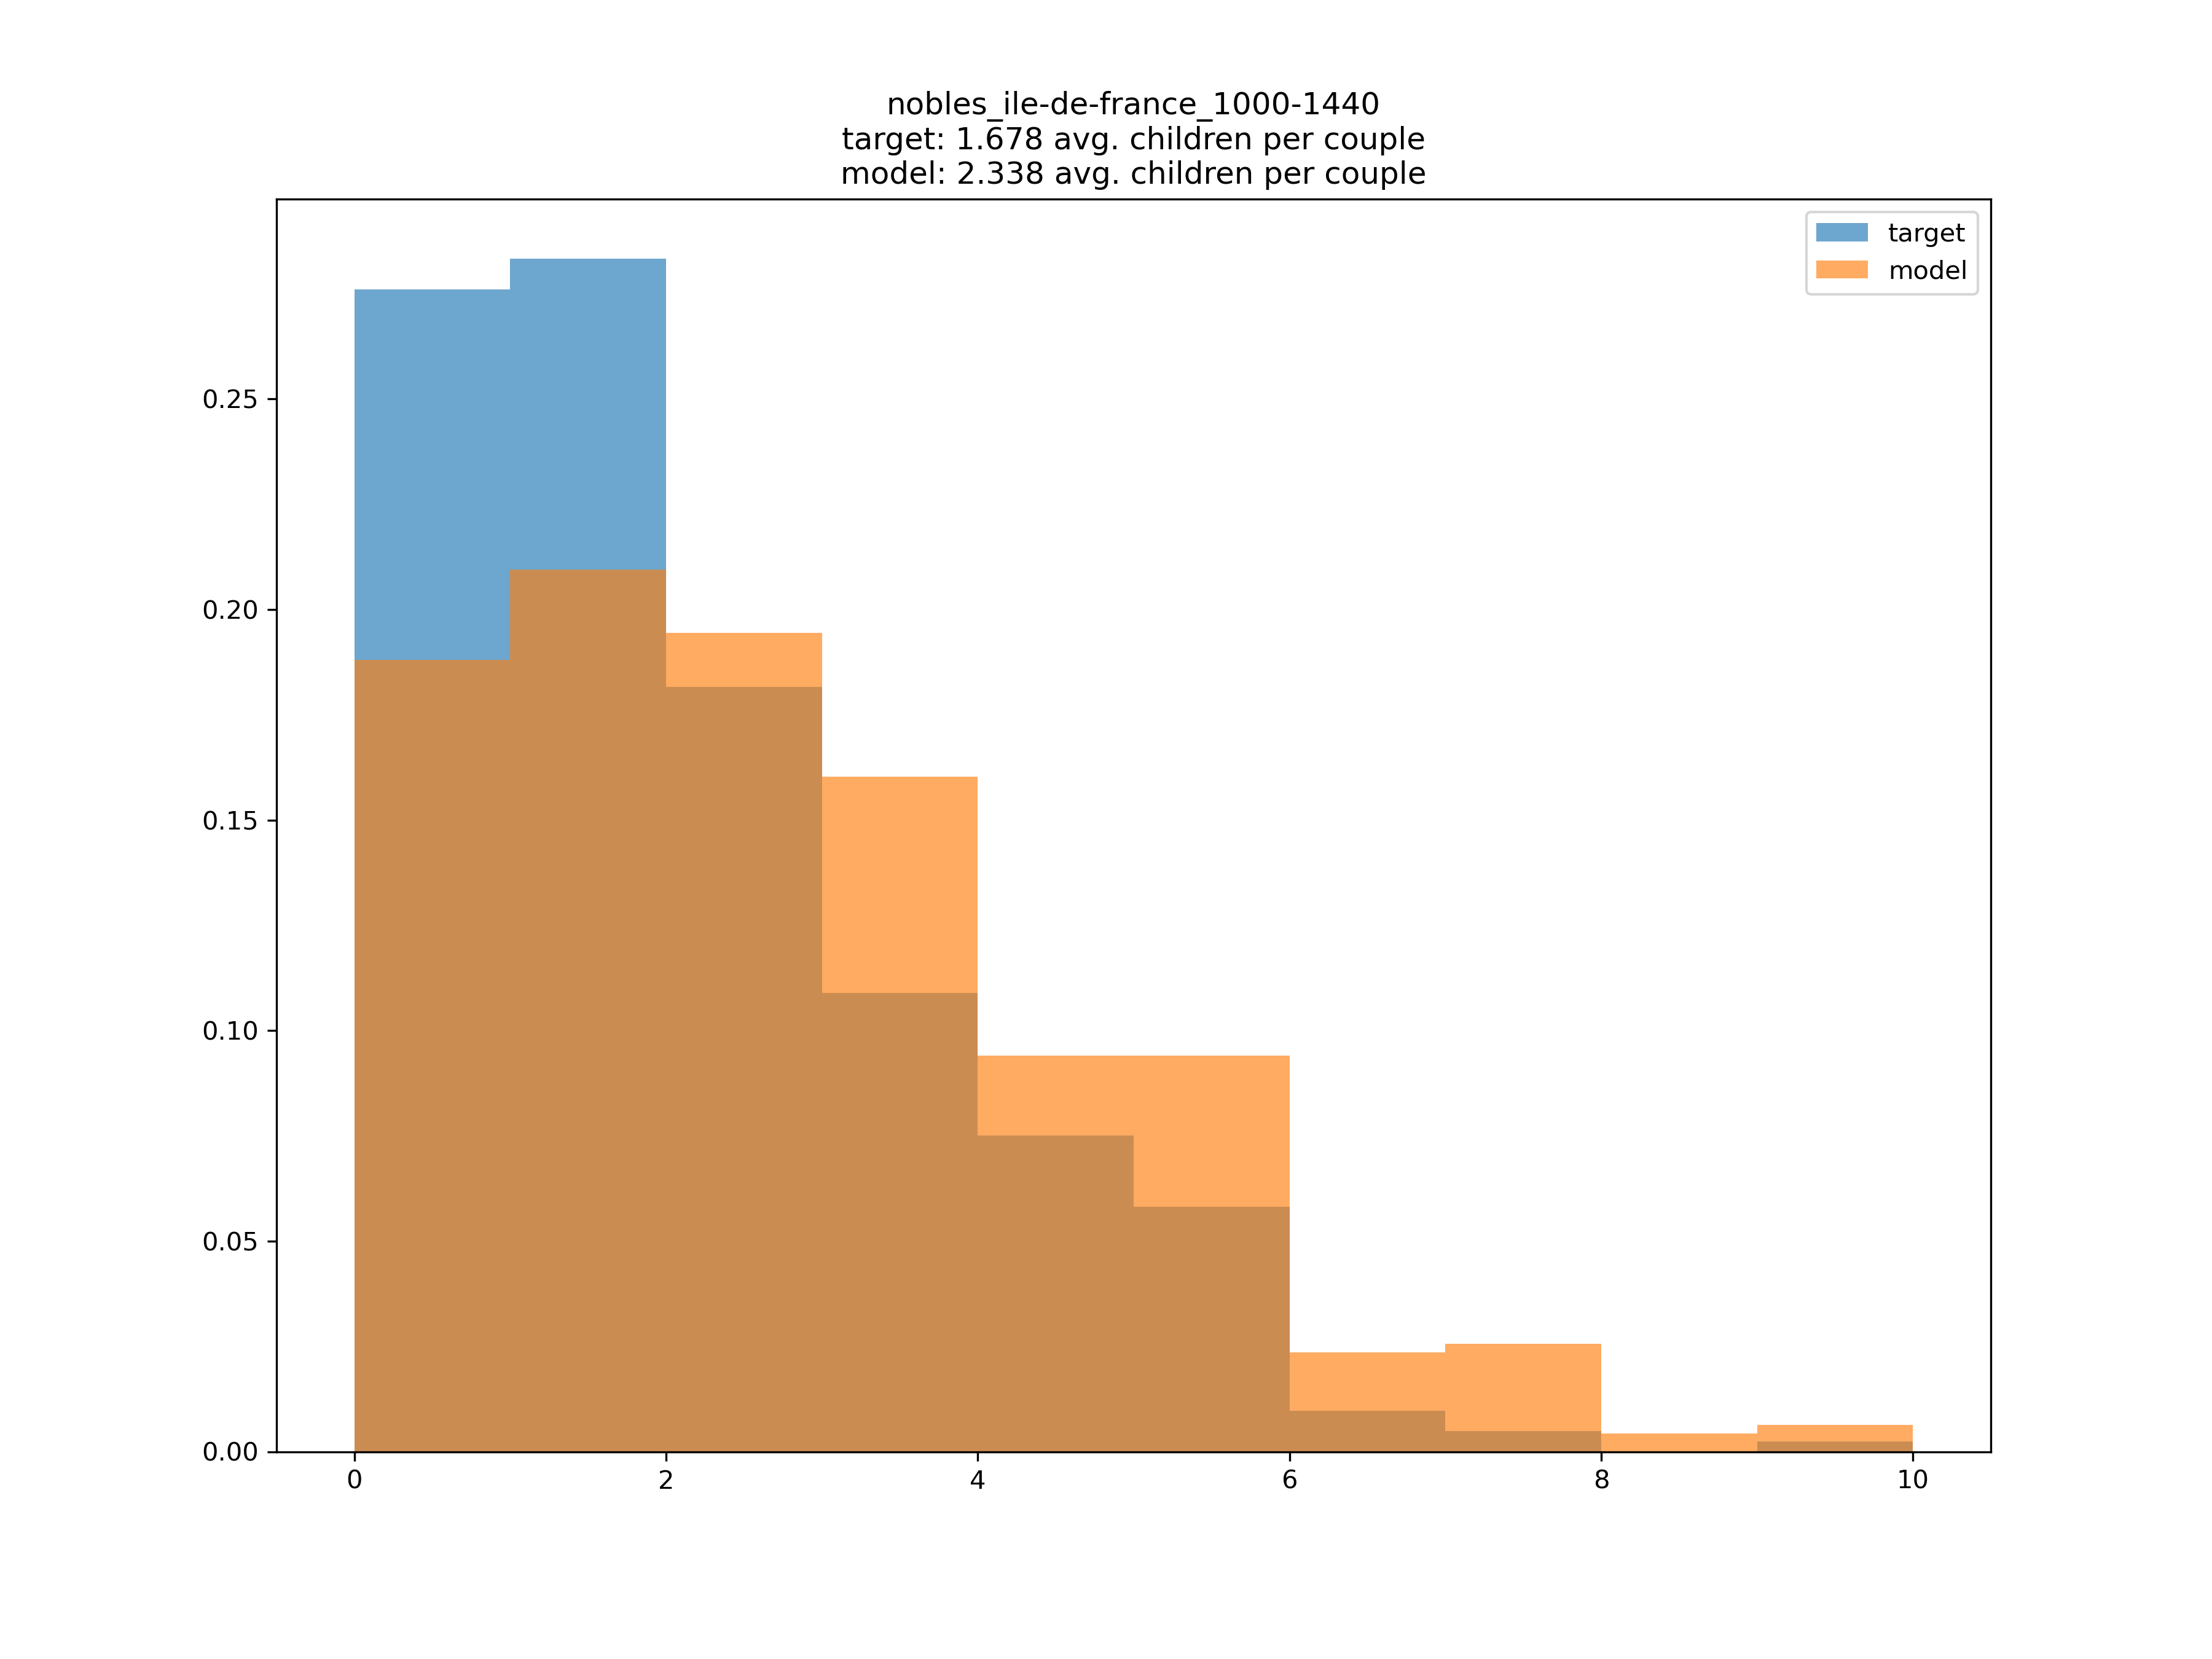 nobles_ile-de-france_1000-1440
target: 1.678 avg. children per couple
model: 2.338 avg. children per couple
target
model
0.25
0.20
0.15
0.10
0.05
0.00
0 2 4 6 8 10